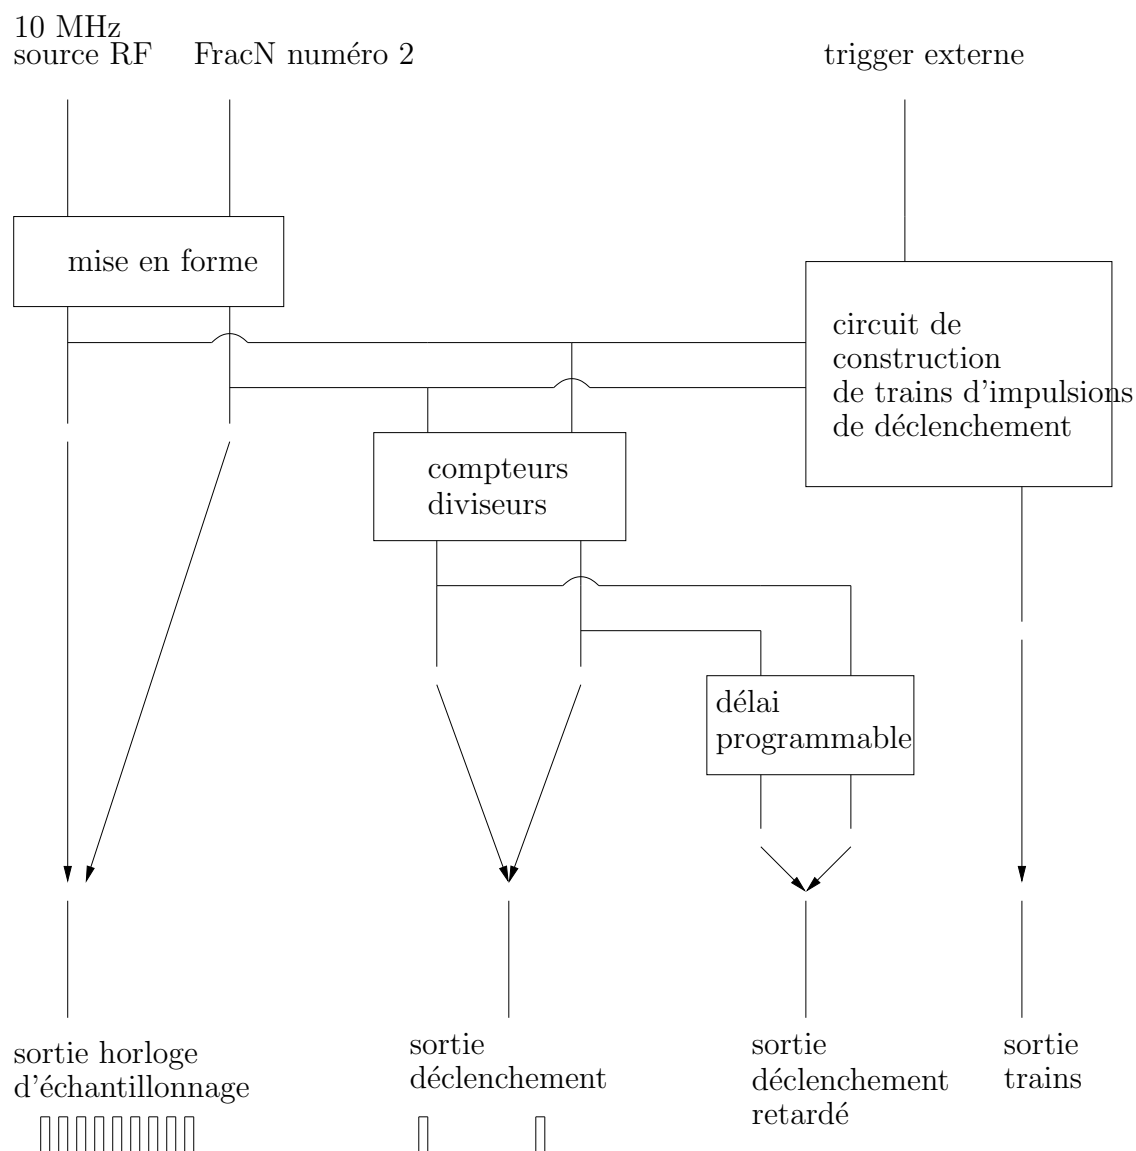 10 MHz
source RF
FracN numéro 2
trigger externe
mise en forme
circuit de
construction
de trains d'impulsions
de déclenchement
compteurs
diviseurs
délai
programmable
sortie horloge
d'échantillonnage
sortie
déclenchement
sortie
déclenchement
retardé
sortie
trains